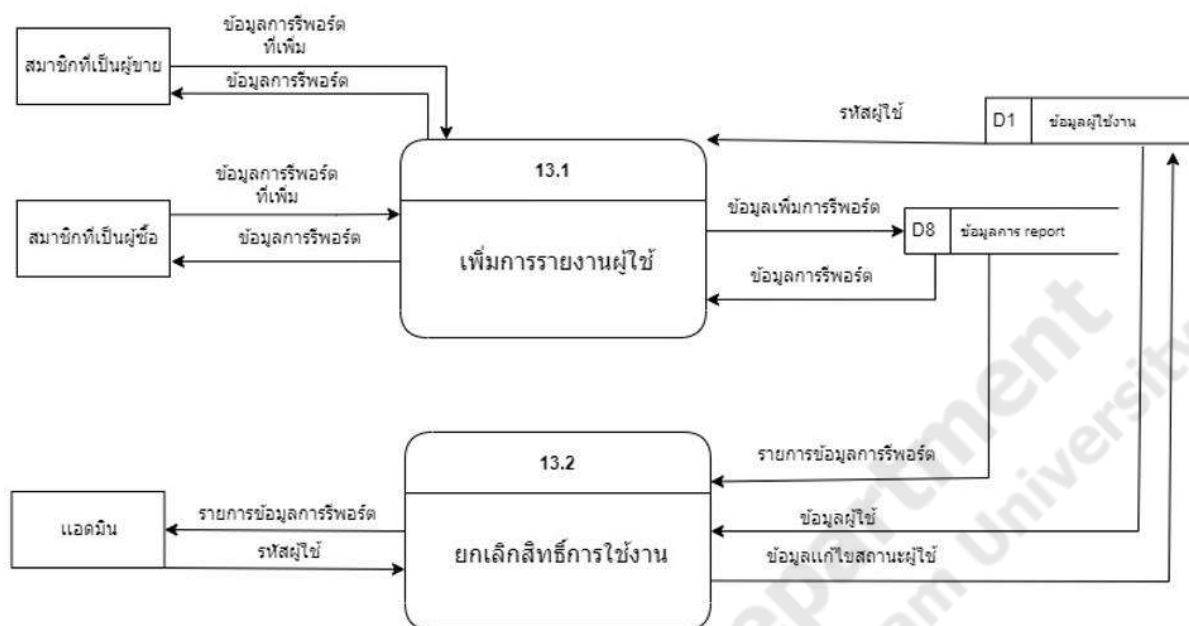 ข้อมูลการรีพอร์ต
ที่เพิ่ม
สมาชิกที่เป็นผู้ขาย
ข้อมูลการรีพอร์ต
รหัสผู้ใช้
D1
ข้อมูลผู้ใช้งาน
13.1
ข้อมูลการรีพอร์ต
ที่เพิ่ม
สมาชิกที่เป็นผู้ซื้อ
ข้อมูลการรีพอร์ต
เพิ่มการรายงานผู้ใช้
ข้อมูลเพิ่มการรีพอร์ต
D8
ข้อมูลการ report
ข้อมูลการรีพอร์ต
13.2
รายการข้อมูลการรีพอร์ต
แอดมิน
รายการข้อมูลการรีพอร์ต
รหัสผู้ใช้
ยกเลิกสิทธิ์การใช้งาน
ข้อมูลผู้ใช้
ข้อมูลแก้ไขสถานะผู้ใช้
University